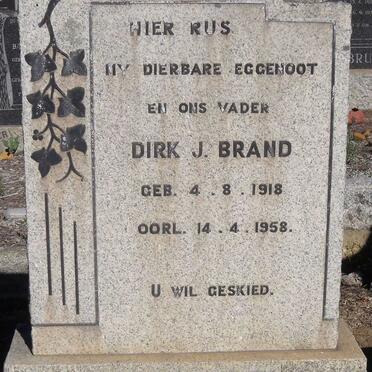 HIER RUS
MY DIERBARE EGGENOOT
EN ONS VADER
DIRK J. BRAND
GEB. 4 . 8 . 1918
OORL. 14 . 4 . 1958.
U WIL GESKIED.